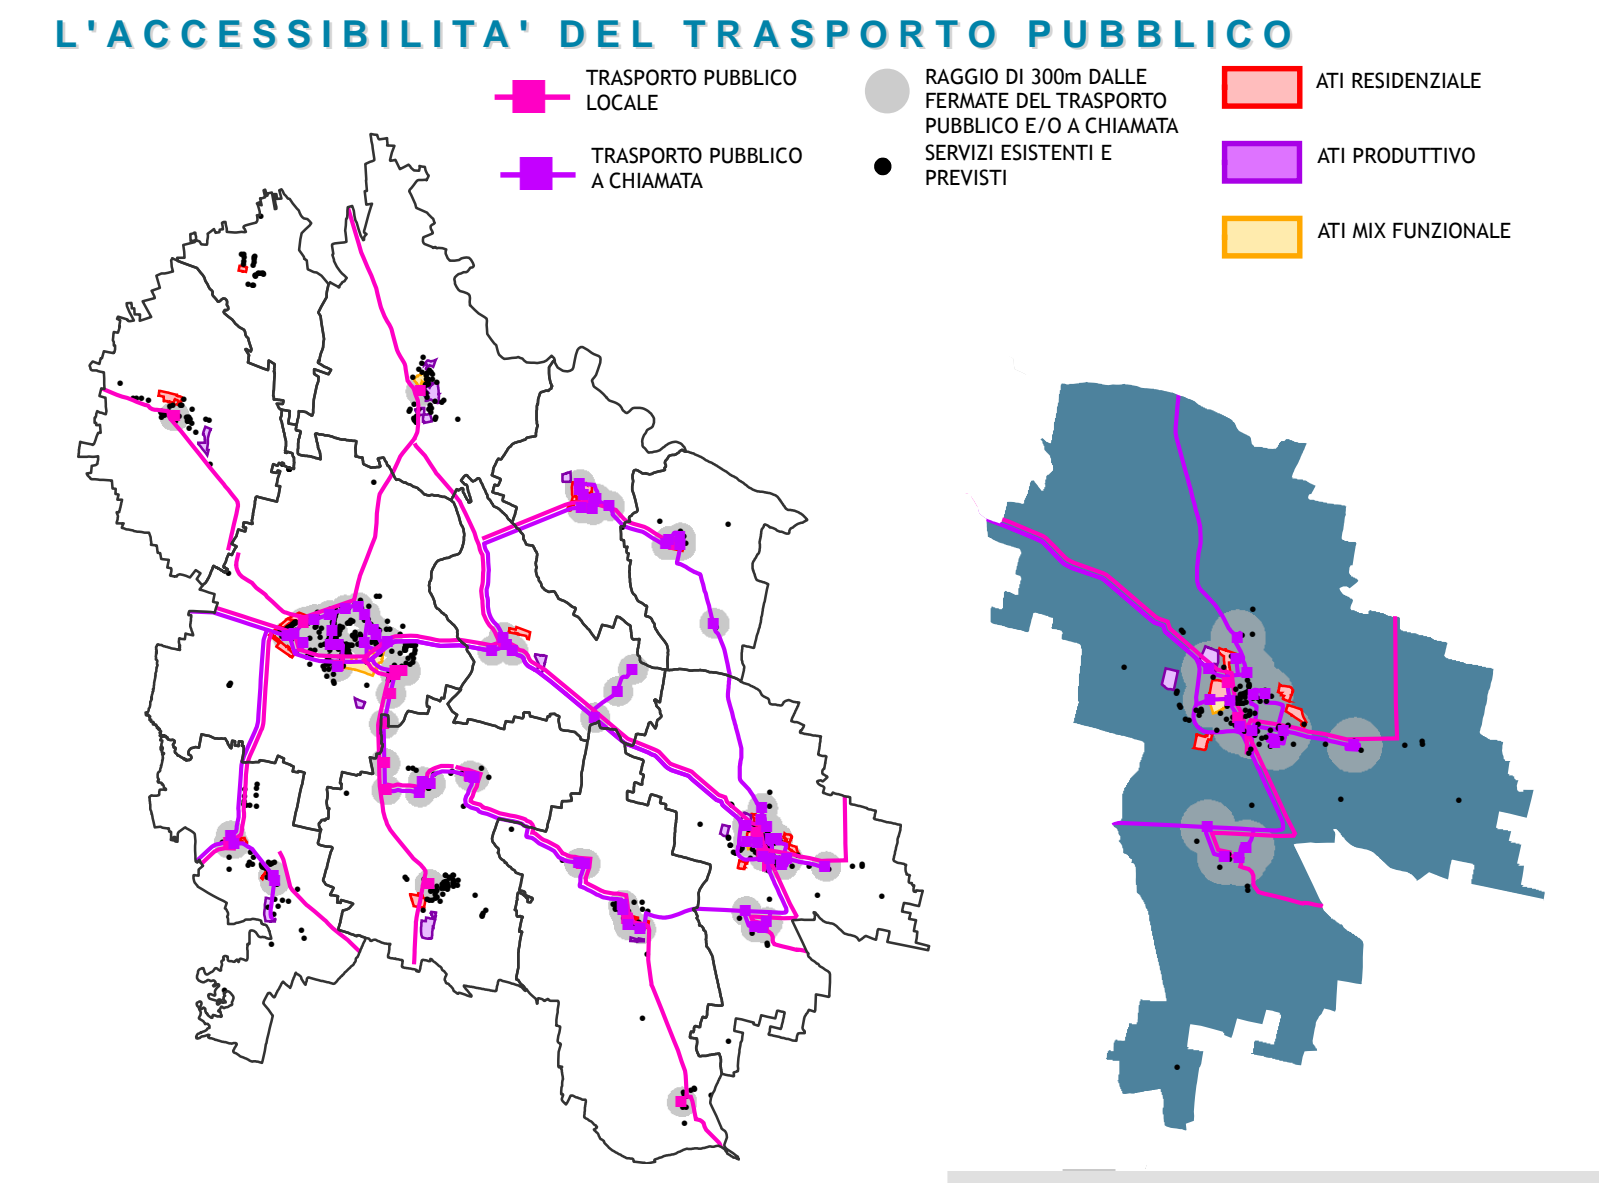 L'ACCESSIBILITA' DEL TRASPORTO PUBBLICO
TRASPORTO PUBBLICO
LOCALE
TRASPORTO PUBBLICO
A CHIAMATA
RAGGIO DI 300m DALLE
FERMATE DEL TRASPORTO
PUBBLICO E/O A CHIAMATA
SERVIZI ESISTENTI E
PREVISTI
ATI RESIDENZIALE
ATI PRODUTTIVO
ATI MIX FUNZIONALE